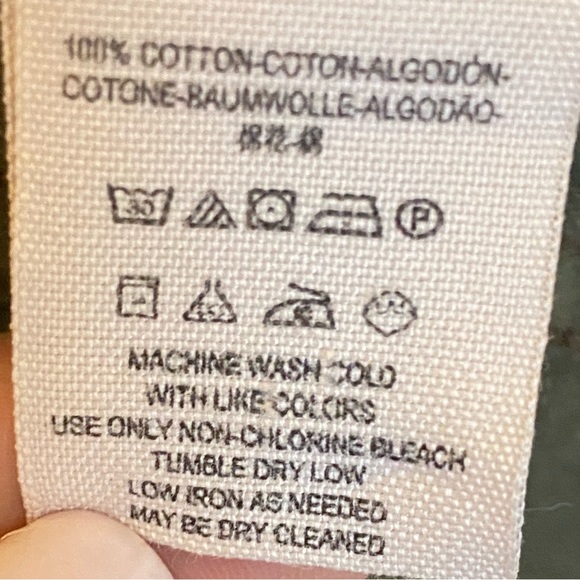 100% COTTON-COTON-ALGODÓN-
COTONE-BAUMWOLLE-ALGODÃO-
棉花-棉
30
P
MACHINE WASH COLD
WITH LIKE COLORS
USE ONLY NON-CHLORINE BLEACH
TUMBLE DRY LOW
LOW IRON AS NEEDED
MAY BE DRY CLEANED